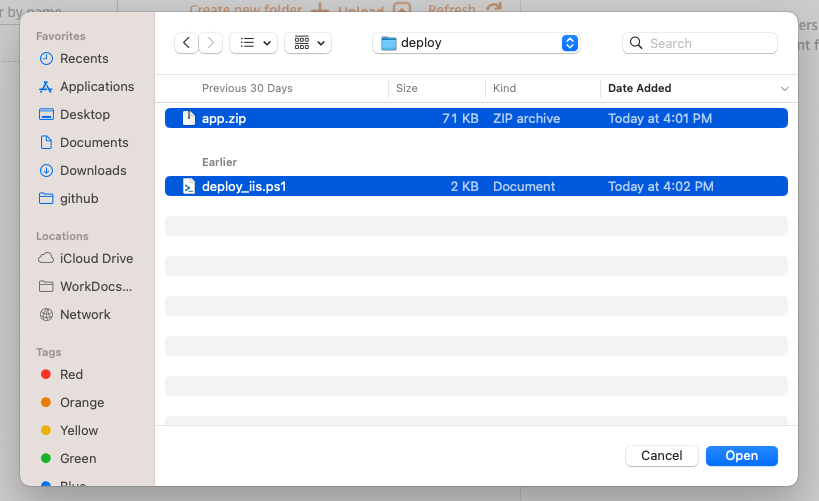 r by name
Create new folder
Upload
Refresh
ers
nt f
Favorites
Recents
Applications
Desktop
Documents
Downloads
github
Locations
iCloud Drive
WorkDocs...
Network
Tags
Red
Orange
Yellow
Green
Blue
deploy
Search
Previous 30 Days Size Kind Date Added
app.zip 71 KB ZIP archive Today at 4:01 PM
Earlier
deploy_iis.ps1 2 KB Document Today at 4:02 PM
Cancel Open